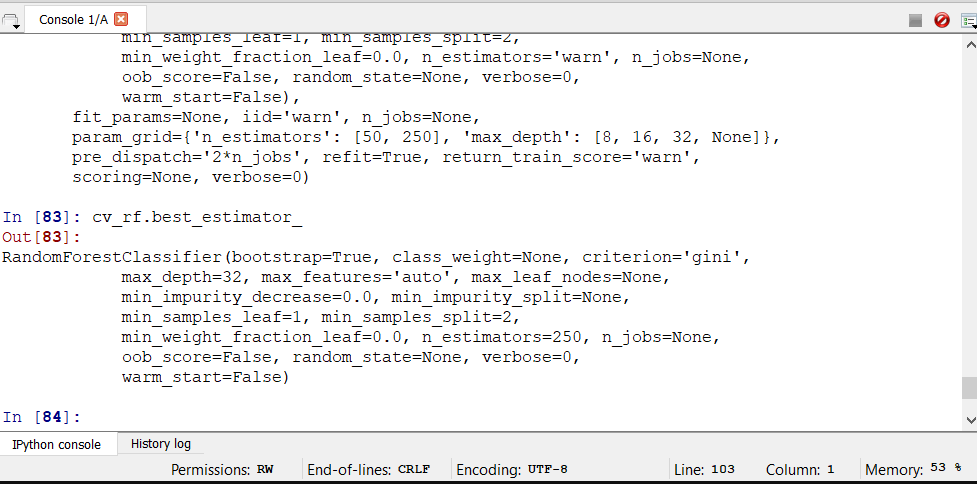 Console 1/A
min_samples_leaf=1, min_samples_split=2,
min_weight_fraction_leaf=0.0, n_estimators='warn', n_jobs=None,
oob_score=False, random_state=None, verbose=0,
warm_start=False),
fit_params=None, iid='warn', n_jobs=None,
param_grid={'n_estimators': [50, 250], 'max_depth': [8, 16, 32, None]},
pre_dispatch='2*n_jobs', refit=True, return_train_score='warn',
scoring=None, verbose=0)
In [83]: cv_rf.best_estimator_
Out[83]:
RandomForestClassifier(bootstrap=True, class_weight=None, criterion='gini',
max_depth=32, max_features='auto', max_leaf_nodes=None,
min_impurity_decrease=0.0, min_impurity_split=None,
min_samples_leaf=1, min_samples_split=2,
min_weight_fraction_leaf=0.0, n_estimators=250, n_jobs=None,
oob_score=False, random_state=None, verbose=0,
warm_start=False)
In [84]:
IPython console History log
Permissions: RW End-of-lines: CRLF Encoding: UTF-8 Line: 103 Column: 1 Memory: 53 %